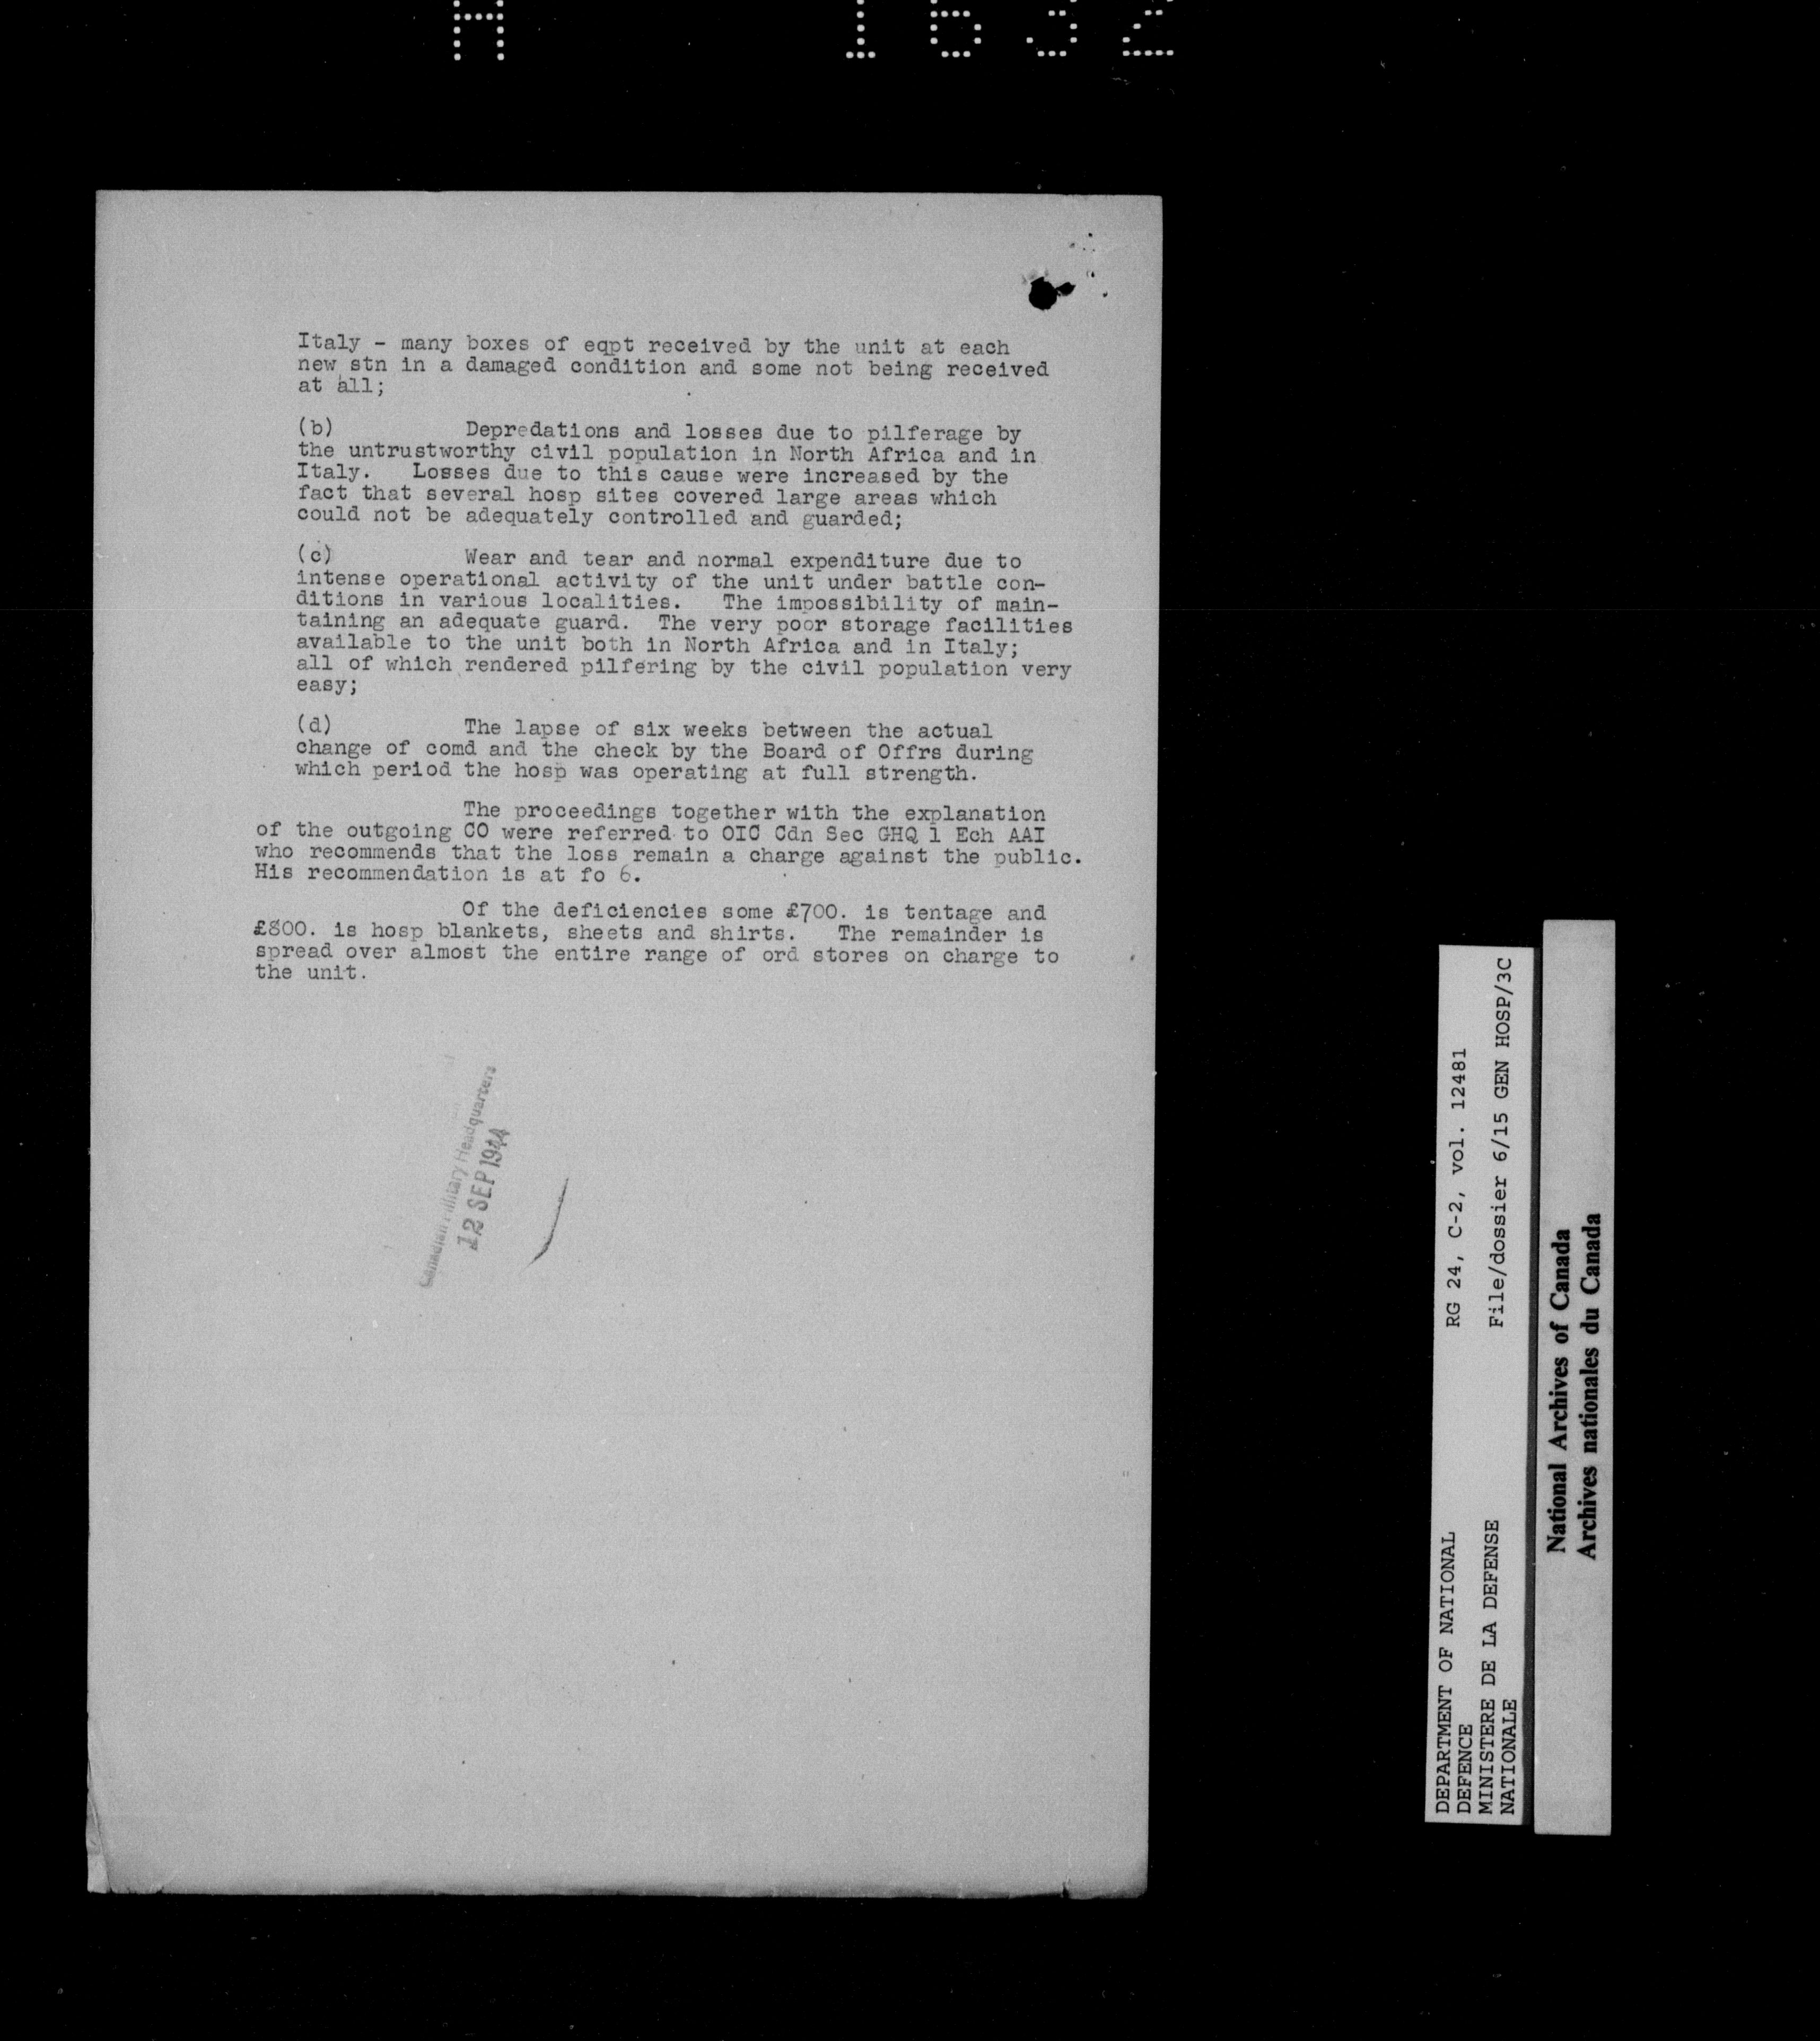 Italy - many boxes of eqpt received by the unit at each
new stn in a damaged condition and some not being received
at all;
(b) Depredations and losses due to pilferage by
the untrustworthy civil population in North Africa and in
Italy. Losses due to this cause were increased by the
fact that several hosp sites covered large areas which
could not be adequately controlled and guarded;
(c) Wear and tear and normal expenditure due to
intense operational activity of the unit under battle con-
ditions in various localities. The impossibility of main-
taining an adequate guard. The very poor storage facilities
available to the unit both in North Africa and in Italy;
all of which rendered pilfering by the civil population very
easy;
(d) The lapse of six weeks between the actual
change of comd and the check by the Board of Offrs during
which period the hosp was operating at full strength.
The proceedings together with the explanation
of the outgoing CO were referred to OIC Cdn Sec GHQ 1 Ech AAI
who recommends that the loss remain a charge against the public.
His recommendation is at fo 6.
Of the deficiencies some £700. is tentage and
£800. is hosp blankets, sheets and shirts. The remainder is
spread over almost the entire range of ord stores on charge to
the unit.
Canadian Military Headquarters
12 SEP 1944
DEPARTMENT OF NATIONAL
DEFENCE
MINISTERE DE LA DEFENSE
NATIONALE
RG 24, C-2, vol. 12481
File/dossier 6/15 GEN HOSP/3C
National Archives of Canada
Archives nationales du Canada